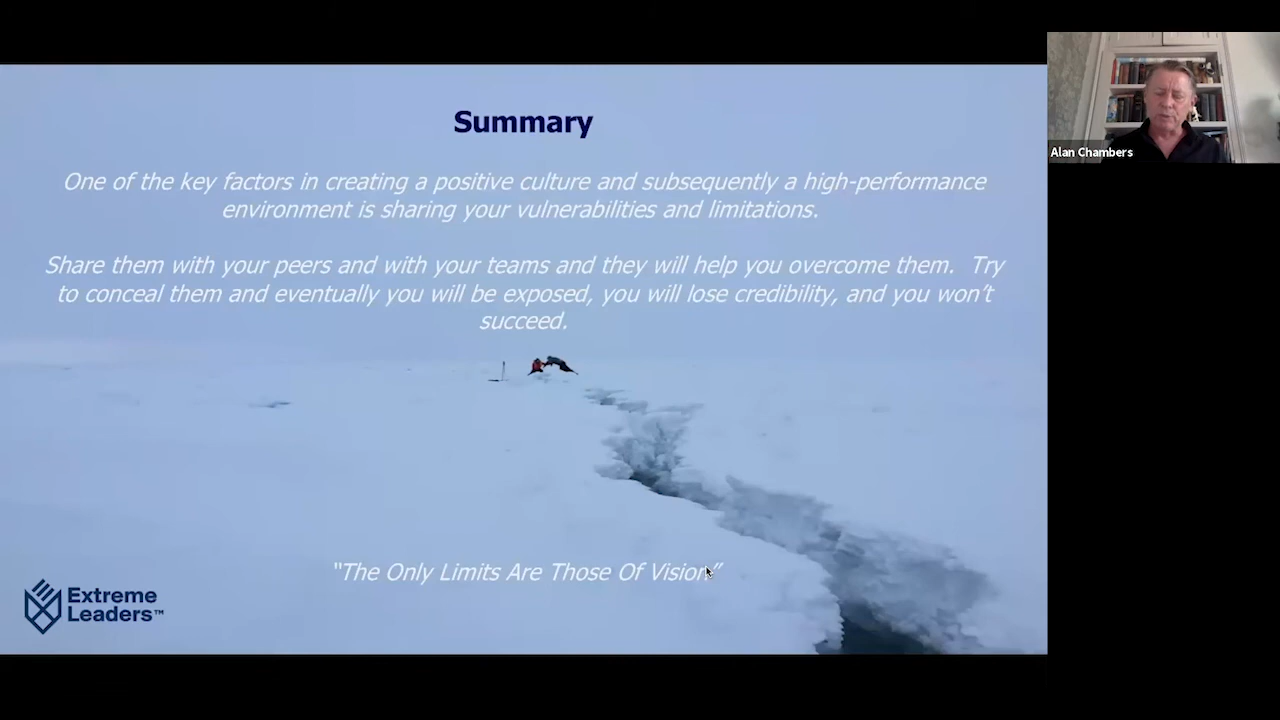 Summary
One of the key factors in creating a positive culture and subsequently a high-performance
environment is sharing your vulnerabilities and limitations.
Share them with your peers and with your teams and they will help you overcome them. Try
to conceal them and eventually you will be exposed, you will lose credibility, and you won't
succeed.
"The Only Limits Are Those Of Vision"
Extreme
Leaders™
Alan Chambers